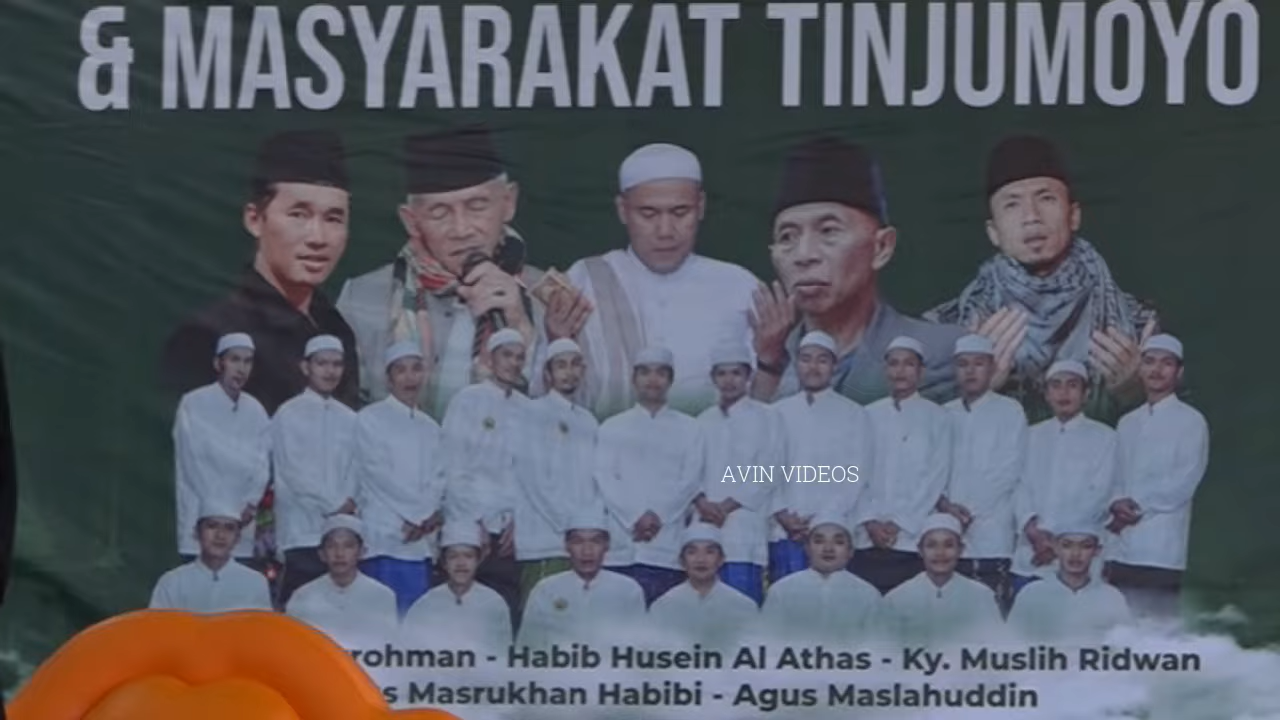 & MASYARAKAT TINJUMOYO
AVIN VIDEOS
rohman - Habib Husein Al Athas - Ky. Muslih Ridwan
s Masrukhan Habibi - Agus Maslahuddin